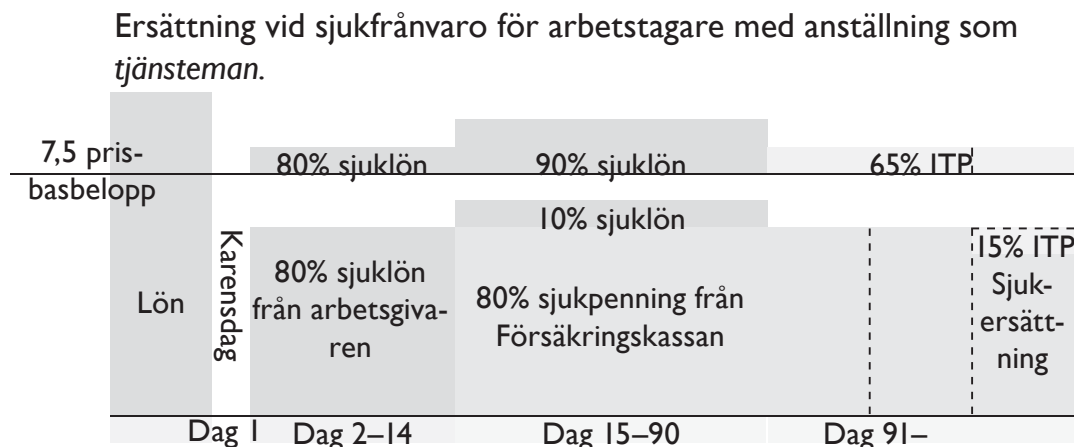 Ersättning vid sjukfrånvaro för arbetstagare med anställning som
tjänsteman.
7,5 pris-
basbelopp
80% sjuklön
90% sjuklön
65% ITP
10% sjuklön
Lön
Karensdag
80% sjuklön
från arbetsgiva-
ren
80% sjukpenning från
Försäkringskassan
15% ITP
Sjuk-
ersätt-
ning
Dag 1
Dag 2–14
Dag 15–90
Dag 91–